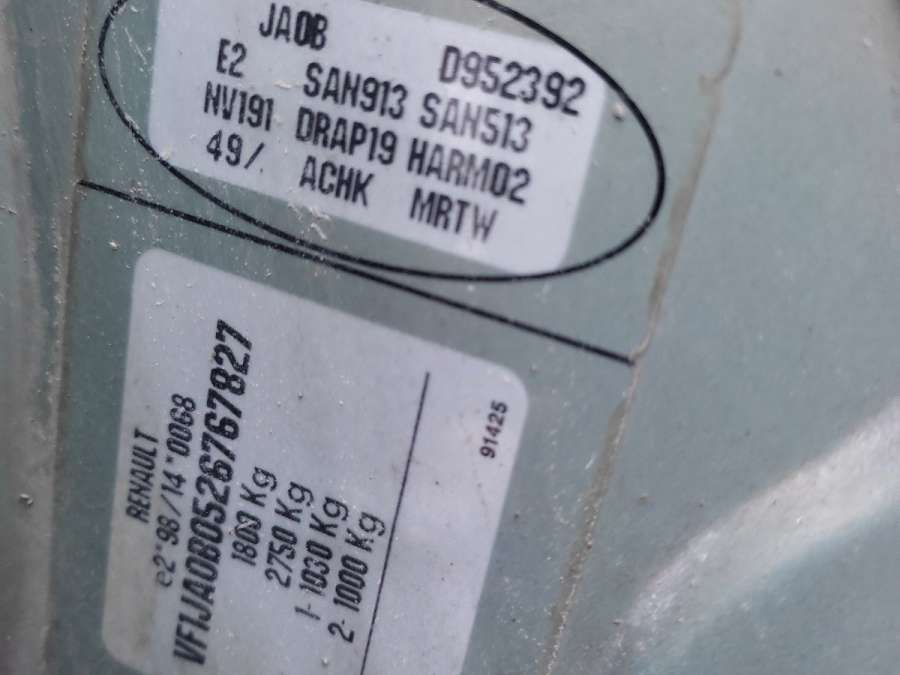 JA0B D952392
E2 SAN913 SAN513
NV191 DRAP19 HARM02
49/ ACHK MRTW
RENAULT
e2*98/14*0068
VF1JA0B0526767827
1800 Kg
2750 Kg
1- 1030 Kg
2- 1000 Kg
91425